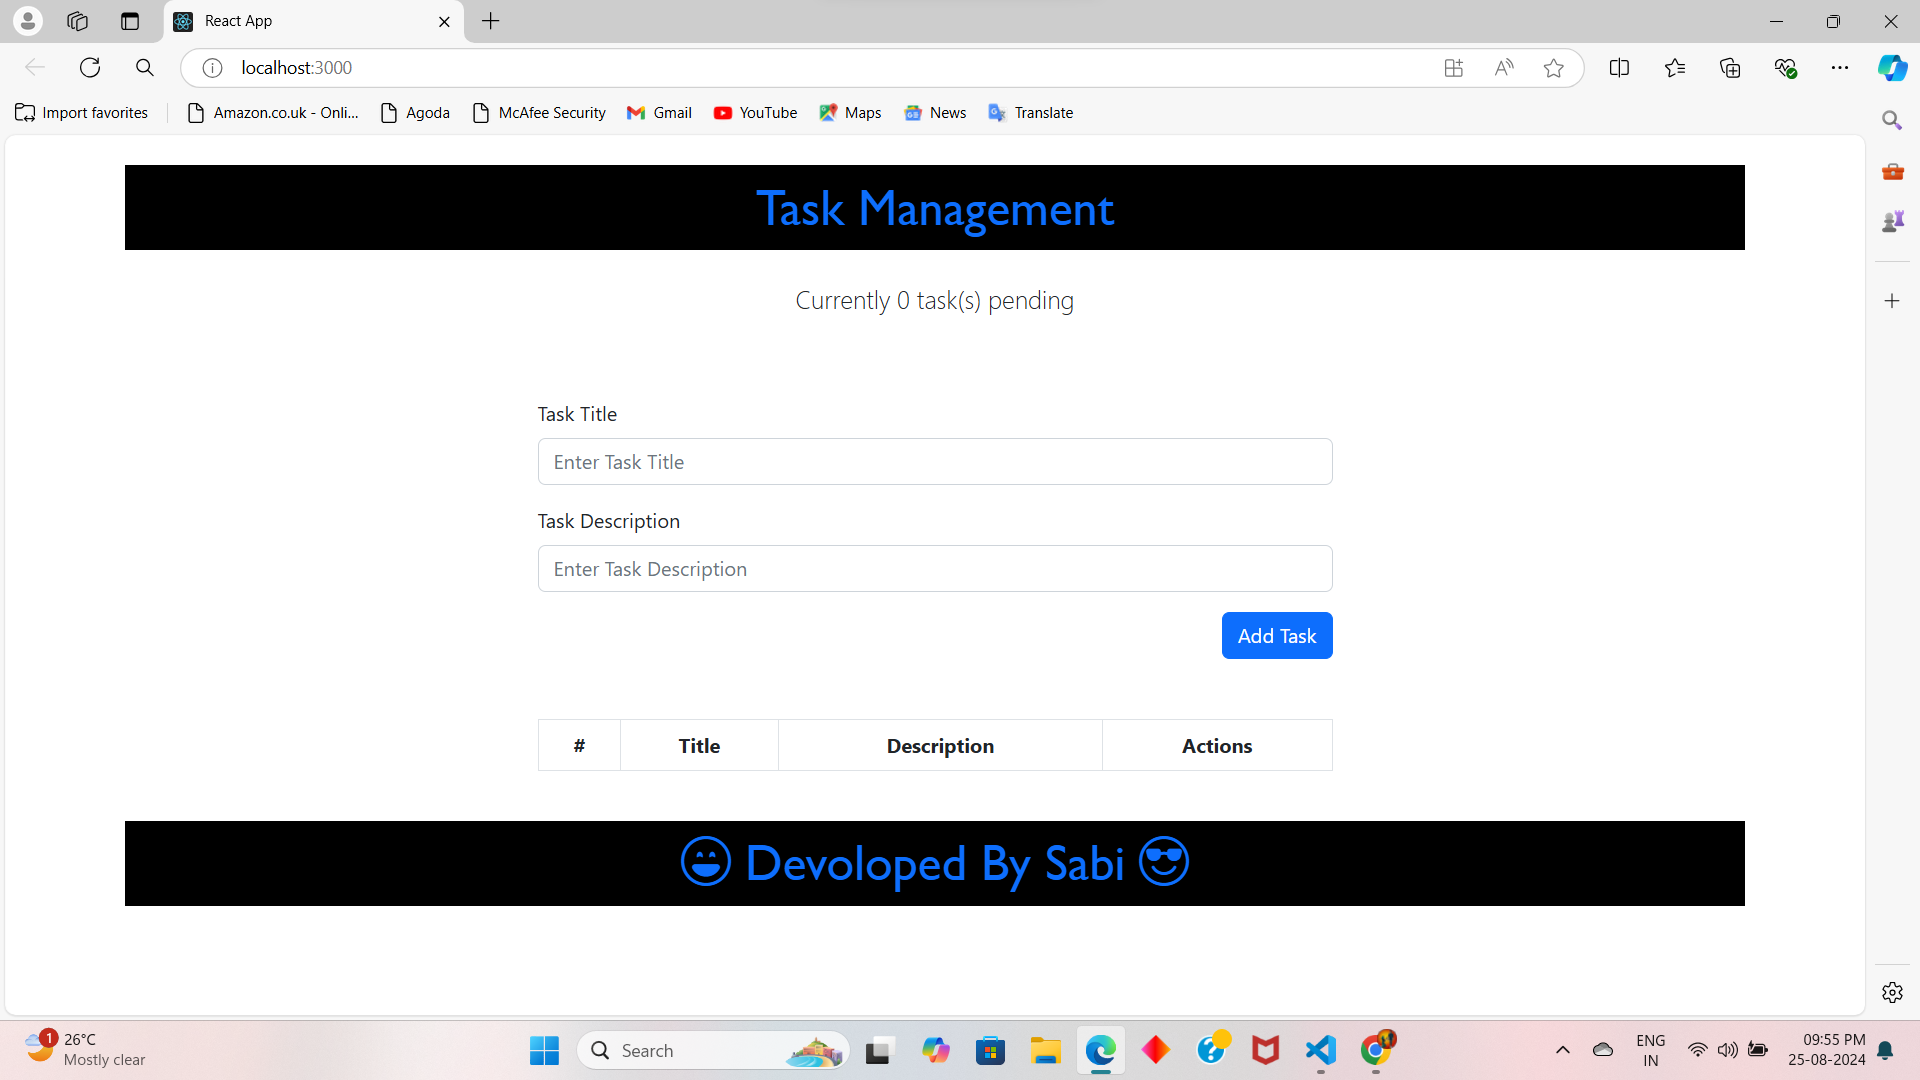 React App
localhost:3000
Import favorites
Amazon.co.uk - Onli...
Agoda
McAfee Security
Gmail
YouTube
Maps
News
Translate
Task Management
Currently 0 task(s) pending
Task Title
Enter Task Title
Task Description
Enter Task Description
Add Task
# Title Description Actions
😄 Devoloped By Sabi 😎
1
26°C
Mostly clear
Search
ENG
IN
09:55 PM
25-08-2024